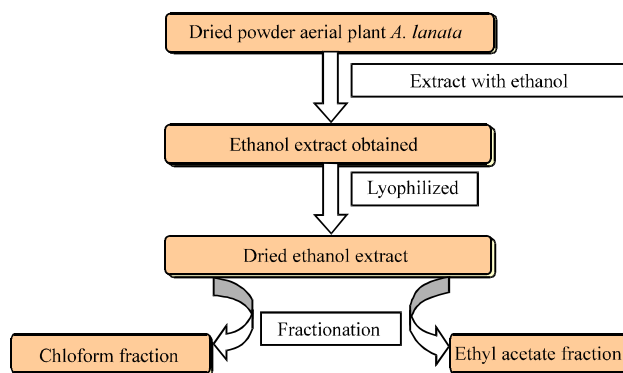 Dried powder aerial plant A. lanata
Extract with ethanol
Ethanol extract obtained
Lyophilized
Dried ethanol extract
Fractionation
Chloform fraction
Ethyl acetate fraction